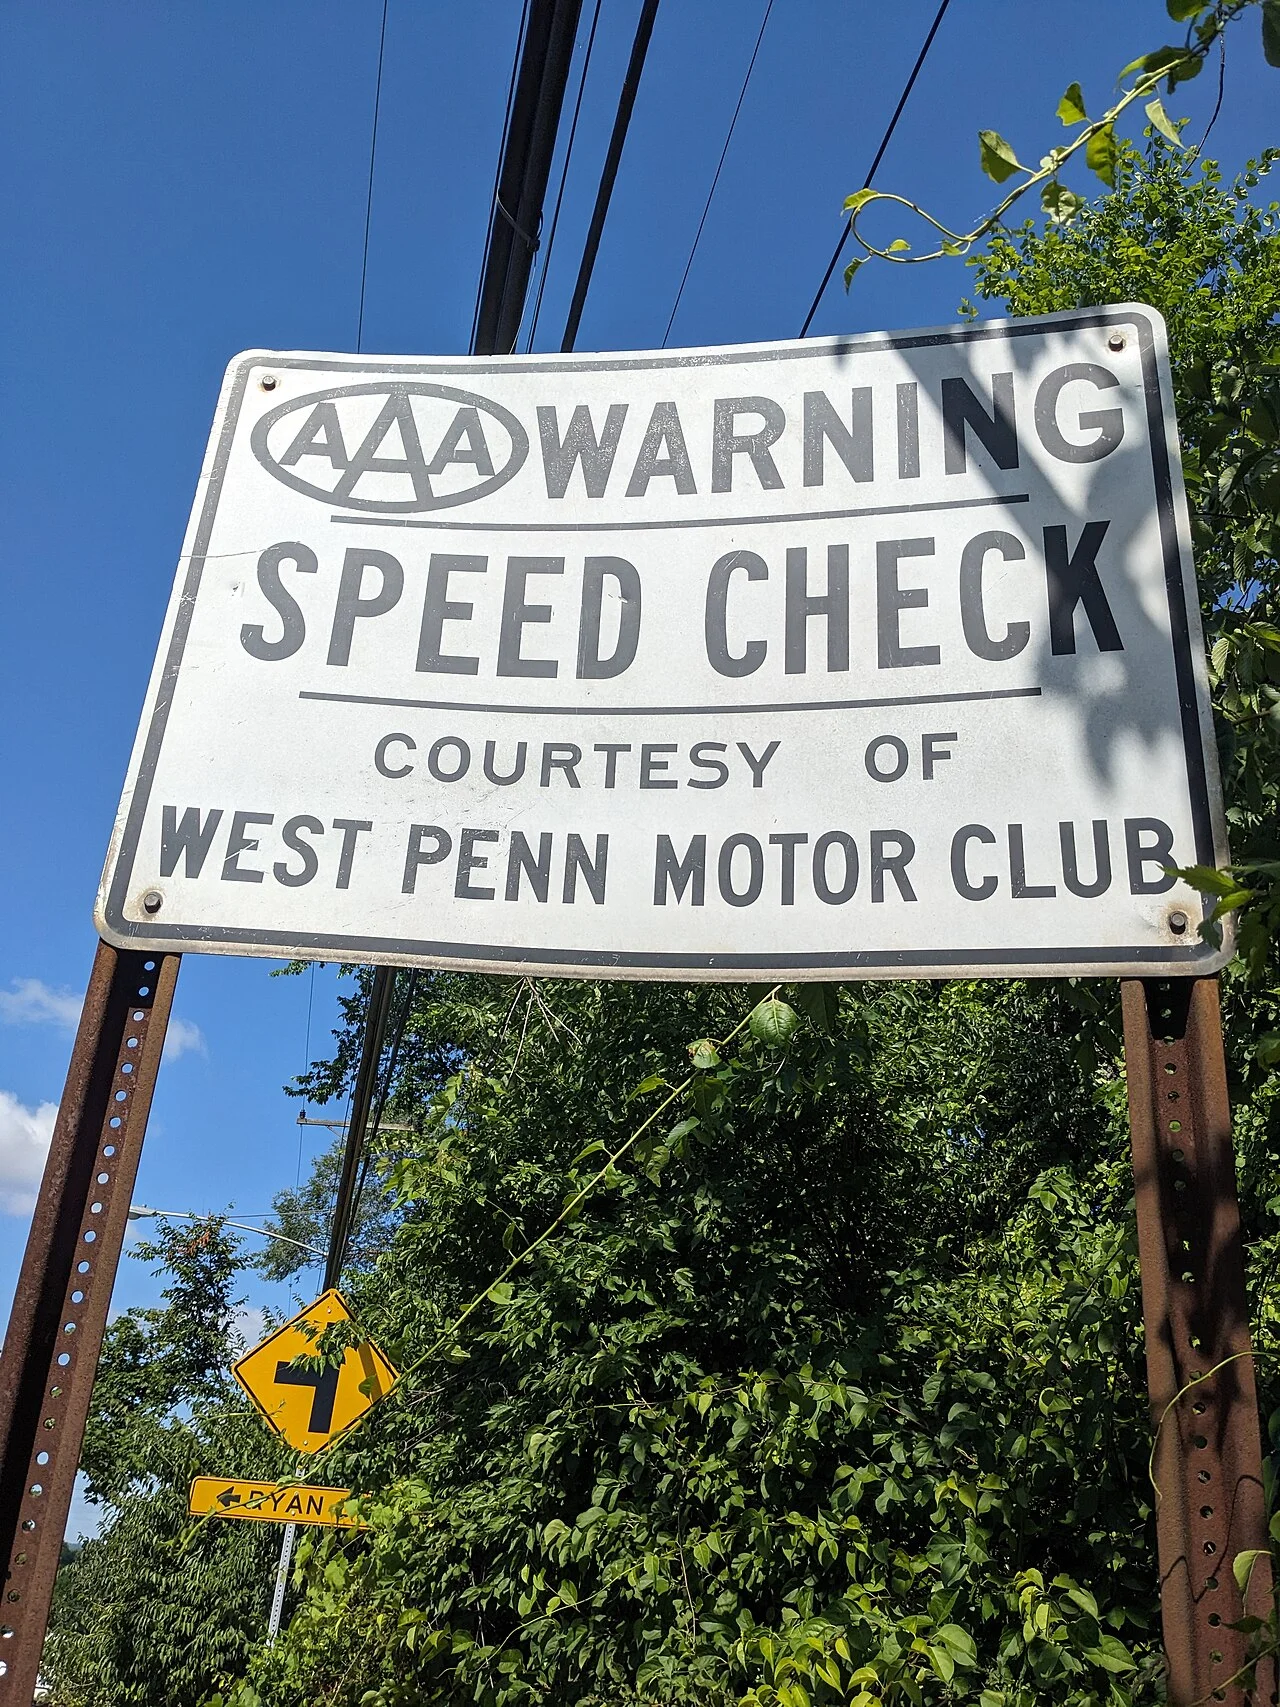 AAA WARNING
SPEED CHECK
COURTESY OF
WEST PENN MOTOR CLUB
RYAN